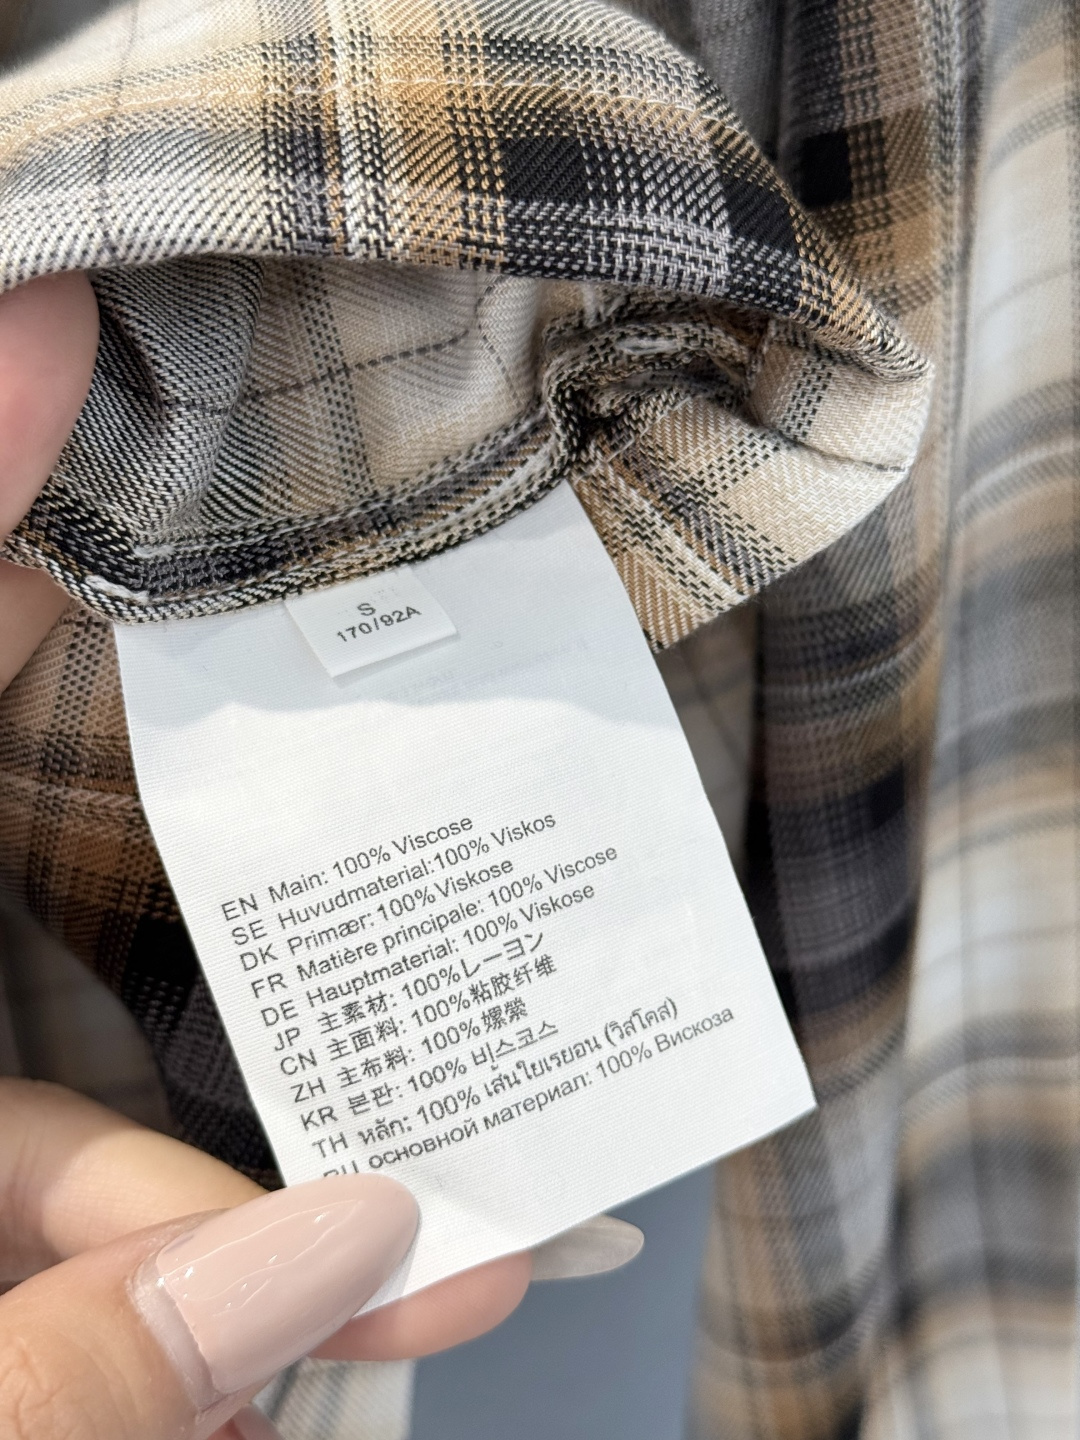 S
170/92A
EN Main: 100% Viscose
SE Huvudmaterial:100% Viskos
DK Primær: 100% Viskose
FR Matière principale: 100% Viscose
DE Hauptmaterial: 100% Viskose
JP 主素材: 100%レーヨン
CN 主面料: 100%粘胶纤维
ZH 主布料: 100%嫘縈
KR 본판: 100% 비스코스
TH หลัก: 100% เส้นใยเรยอน (วิสโคส)
RU основной материал: 100% Вискоза